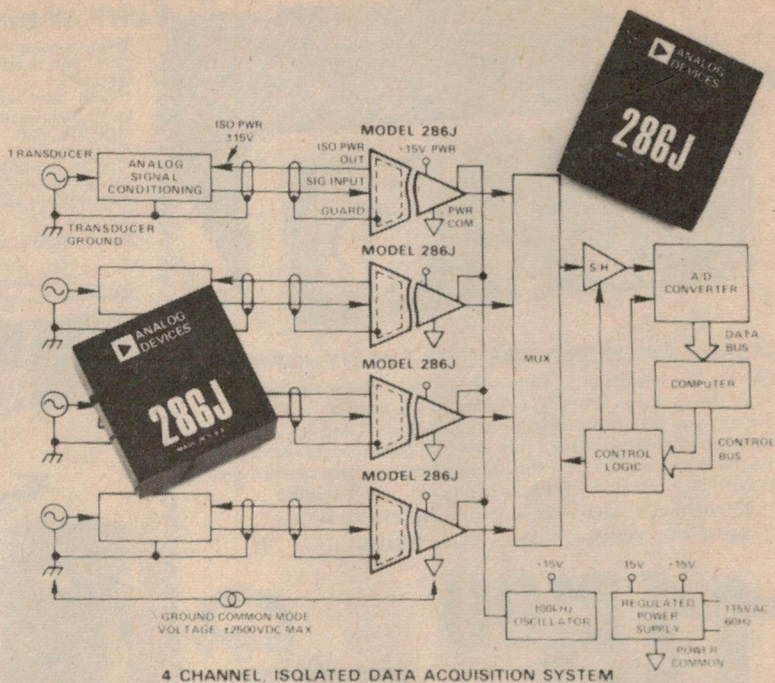 ANALOG
DEVICES
286J
ISO PWR
±15V
MODEL 286J
TRANSDUCER
ANALOG
SIGNAL
CONDITIONING
ISO PWR
OUT
+15V PWR
SIG INPUT
GUARD
PWR
COM
TRANSDUCER
GROUND
MODEL 286J
S/H
A/D
CONVERTER
ANALOG
DEVICES
286J
MADE IN U.S.A.
MUX
DATA
BUS
MODEL 286J
COMPUTER
CONTROL
LOGIC
CONTROL
BUS
MODEL 286J
GROUND COMMON MODE
VOLTAGE: ±2500VDC MAX
+15V
100kHz
OSCILLATOR
15V
+15V
REGULATED
POWER
SUPPLY
115VAC
60Hz
POWER
COMMON
4 CHANNEL, ISOLATED DATA ACQUISITION SYSTEM